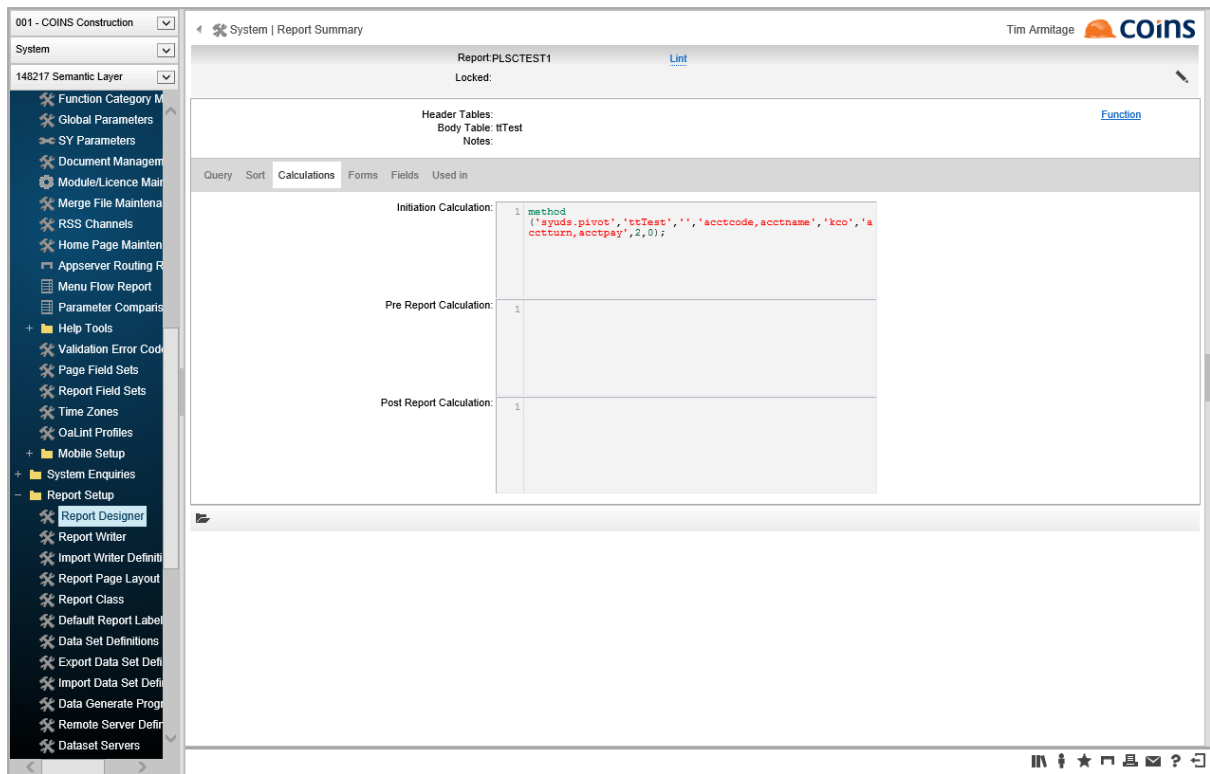 001 - COINS Construction
System
148217 Semantic Layer
Function Category M
Global Parameters
SY Parameters
Document Managem
Module/Licence Main
Merge File Maintena
RSS Channels
Home Page Mainten
Appserver Routing R
Menu Flow Report
Parameter Comparis
Help Tools
Validation Error Code
Page Field Sets
Report Field Sets
Time Zones
OaLint Profiles
Mobile Setup
System Enquiries
Report Setup
Report Designer
Report Writer
Import Writer Definiti
Report Page Layout
Report Class
Default Report Label
Data Set Definitions
Export Data Set Defi
Import Data Set Defi
Data Generate Progr
Remote Server Defin
Dataset Servers
System | Report Summary
Tim Armitage
coins
Report:PLSCTEST1 Lint
Locked:
Header Tables:
Function
Body Table: ttTest
Notes:
Query Sort Calculations Forms Fields Used in
Initiation Calculation:
1 method
('syuds.pivot','ttTest','','acctcode,acctname','kco','a
cctturn,acctpay',2,0);
Pre Report Calculation:
1
Post Report Calculation:
1